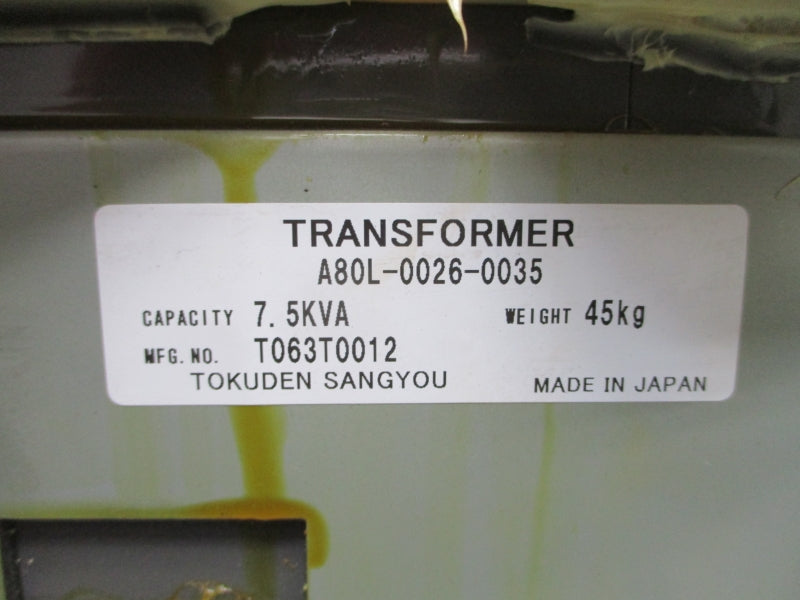 TRANSFORMER
A80L-0026-0035
CAPACITY 7.5KVA WEIGHT 45kg
MFG.NO. T063T0012
TOKUDEN SANGYOU MADE IN JAPAN